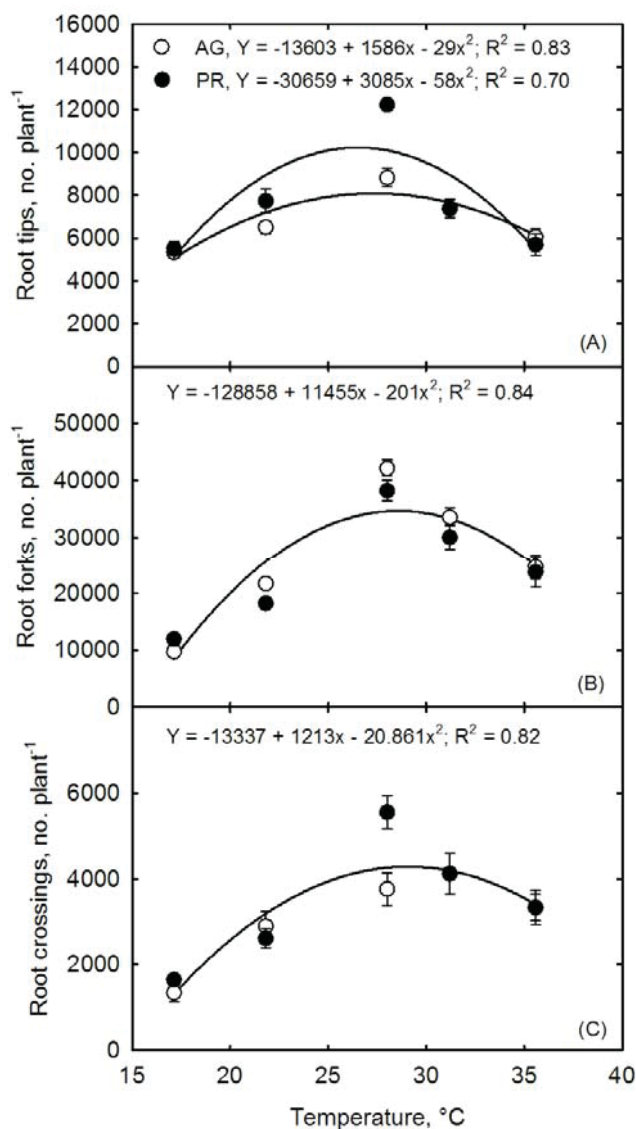 16000
AG, Y = -13603 + 1586x - 29x²; R² = 0.83
14000
PR, Y = -30659 + 3085x - 58x²; R² = 0.70
12000
10000
8000
6000
4000
2000
0
Root tips, no. plant⁻¹
(A)
Y = -128858 + 11455x - 201x²; R² = 0.84
50000
40000
30000
20000
10000
0
Root forks, no. plant⁻¹
(B)
Y = -13337 + 1213x - 20.861x²; R² = 0.82
6000
4000
2000
0
Root crossings, no. plant⁻¹
(C)
15 20 25 30 35 40
Temperature, °C